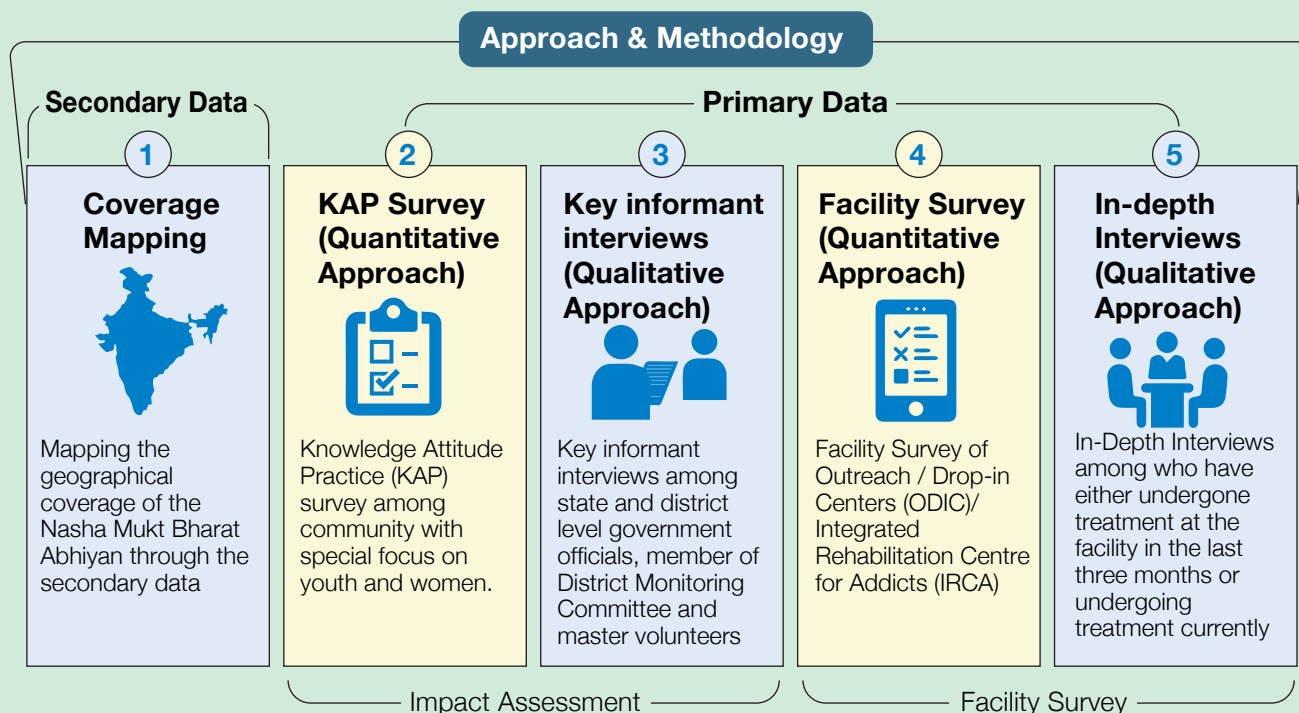 Approach & Methodology
Secondary Data
Primary Data
1
Coverage
Mapping
Mapping the
geographical
coverage of the
Nasha Mukt Bharat
Abhiyan through the
secondary data
2
KAP Survey
(Quantitative
Approach)
Knowledge Attitude
Practice (KAP)
survey among
community with
special focus on
youth and women.
3
Key informant
interviews
(Qualitative
Approach)
Key informant
interviews among
state and district
level government
officials, member of
District Monitoring
Committee and
master volunteers
4
Facility Survey
(Quantitative
Approach)
Facility Survey of
Outreach / Drop-in
Centers (ODIC)/
Integrated
Rehabilitation Centre
for Addicts (IRCA)
5
In-depth
Interviews
(Qualitative
Approach)
In-Depth Interviews
among who have
either undergone
treatment at the
facility in the last
three months or
undergoing
treatment currently
Impact Assessment
Facility Survey